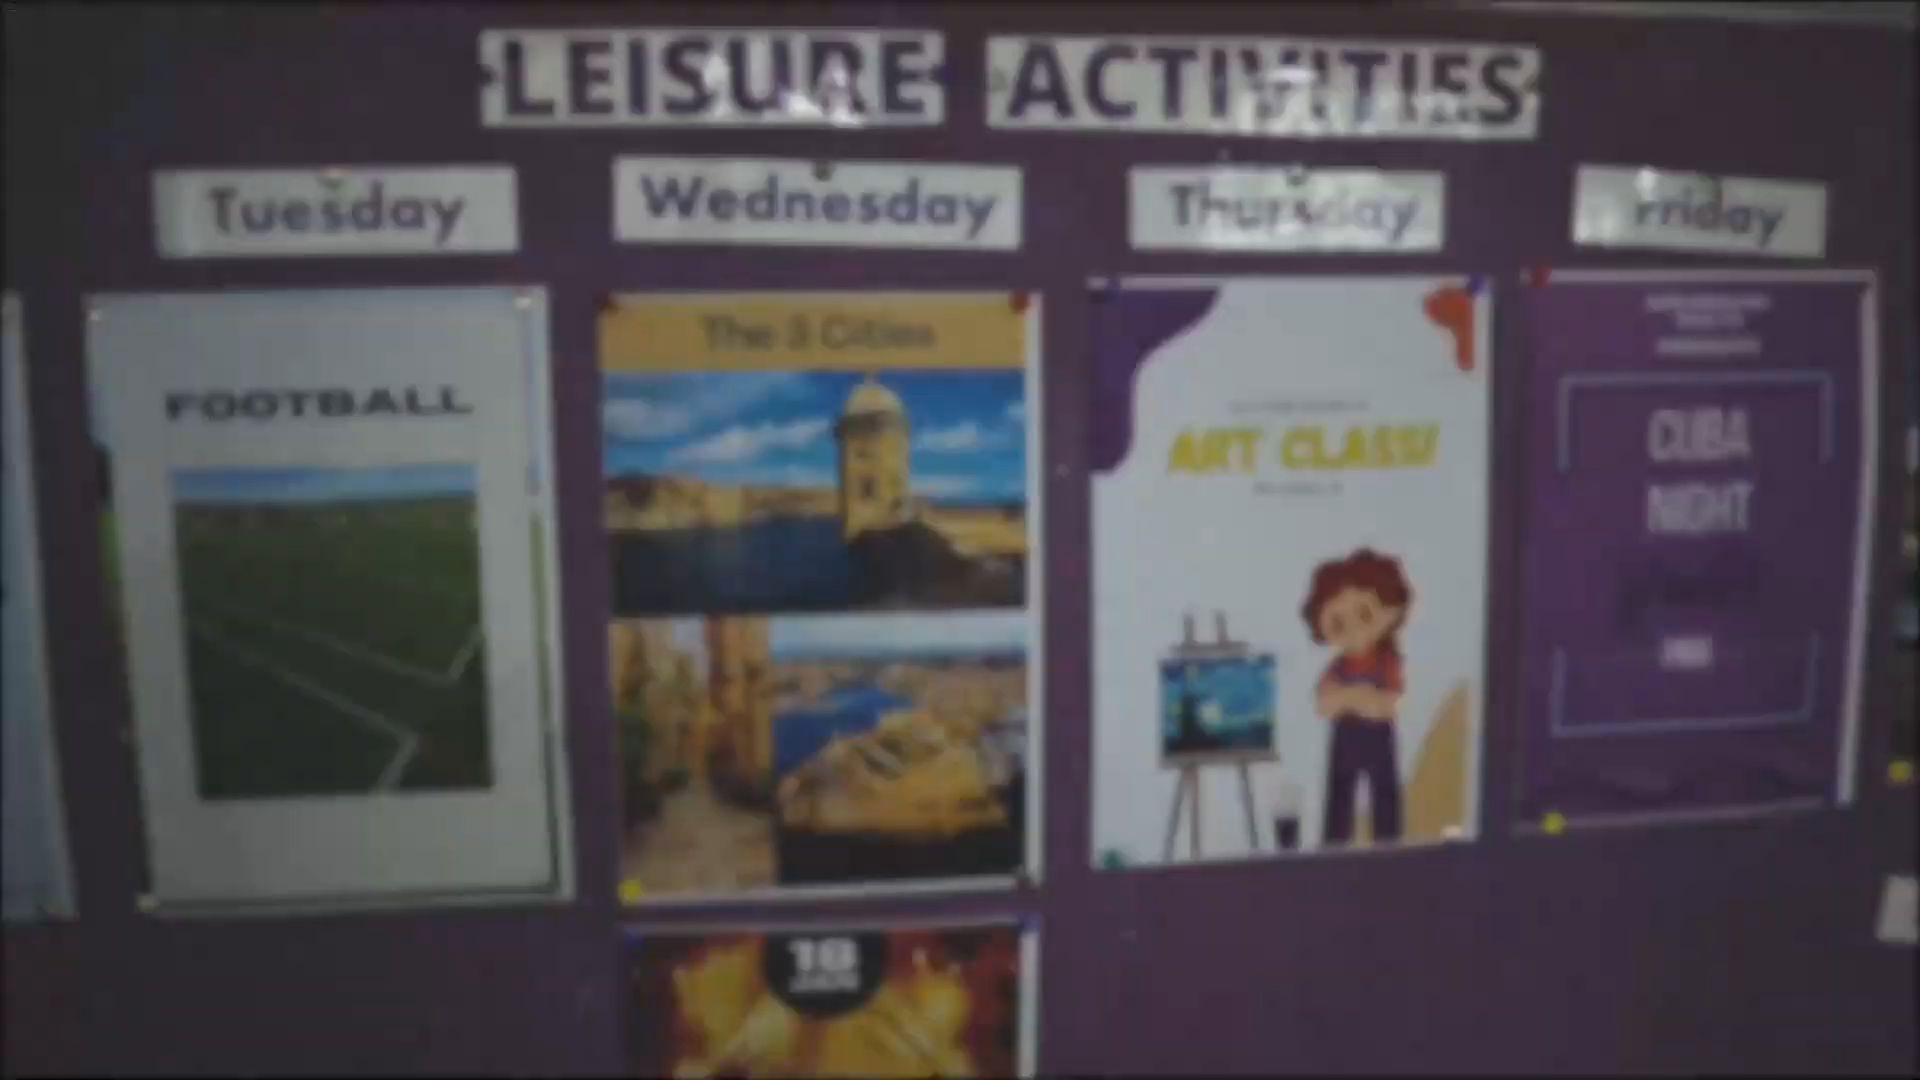 LEISURE ACTIVITIES
Tuesday
Wednesday
Thursday
Friday
FOOTBALL
The 3 Cities
ART CLASS!
CUBA
NIGHT
18